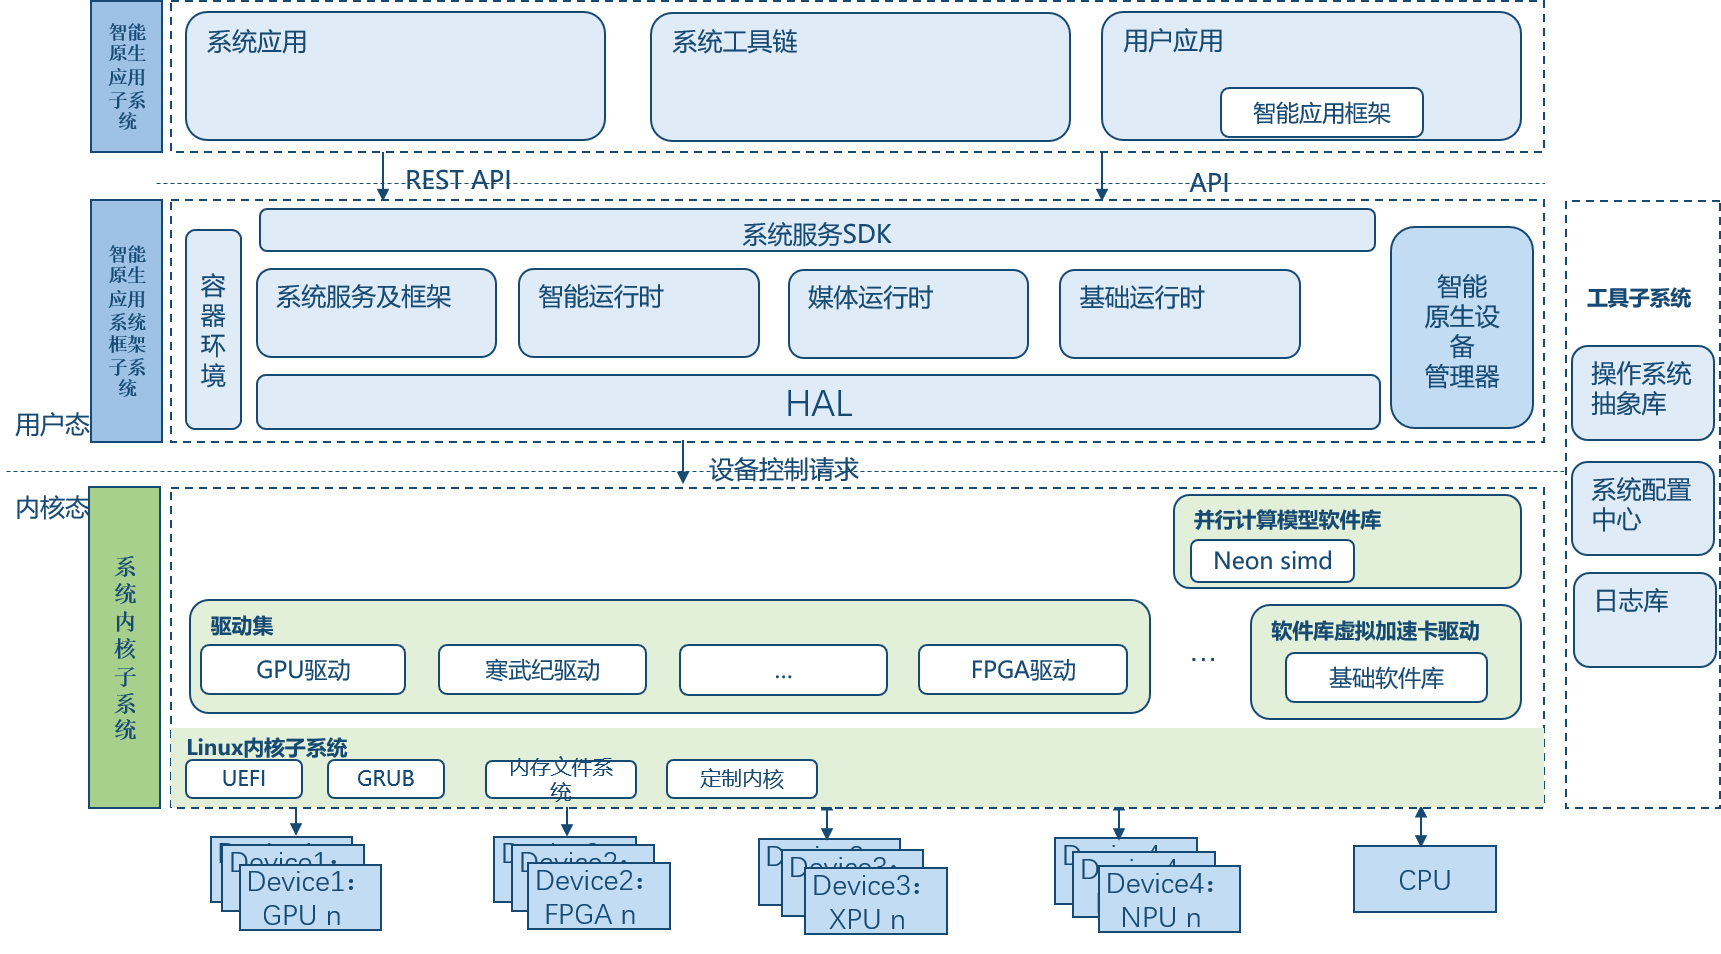 智能
原生
应用
子系
统
系统应用
系统工具链
用户应用
智能应用框架
REST API
API
智能
原生
应用
系统
框架
子系
统
容
器
环
境
系统服务SDK
系统服务及框架
智能运行时
媒体运行时
基础运行时
HAL
智能
原生设
备
管理器
工具子系统
操作系统
抽象库
系统配置
中心
日志库
用户态
设备控制请求
内核态
系
统
内
核
子
系
统
并行计算模型软件库
Neon simd
驱动集
GPU驱动
寒武纪驱动
...
FPGA驱动
...
软件库虚拟加速卡驱动
基础软件库
Linux内核子系统
UEFI
GRUB
内存文件系
统
定制内核
Device1:
Device1：
GPU n
Device2:
Device2：
FPGA n
Device3:
Device3：
XPU n
Device4
Device4：
NPU n
CPU